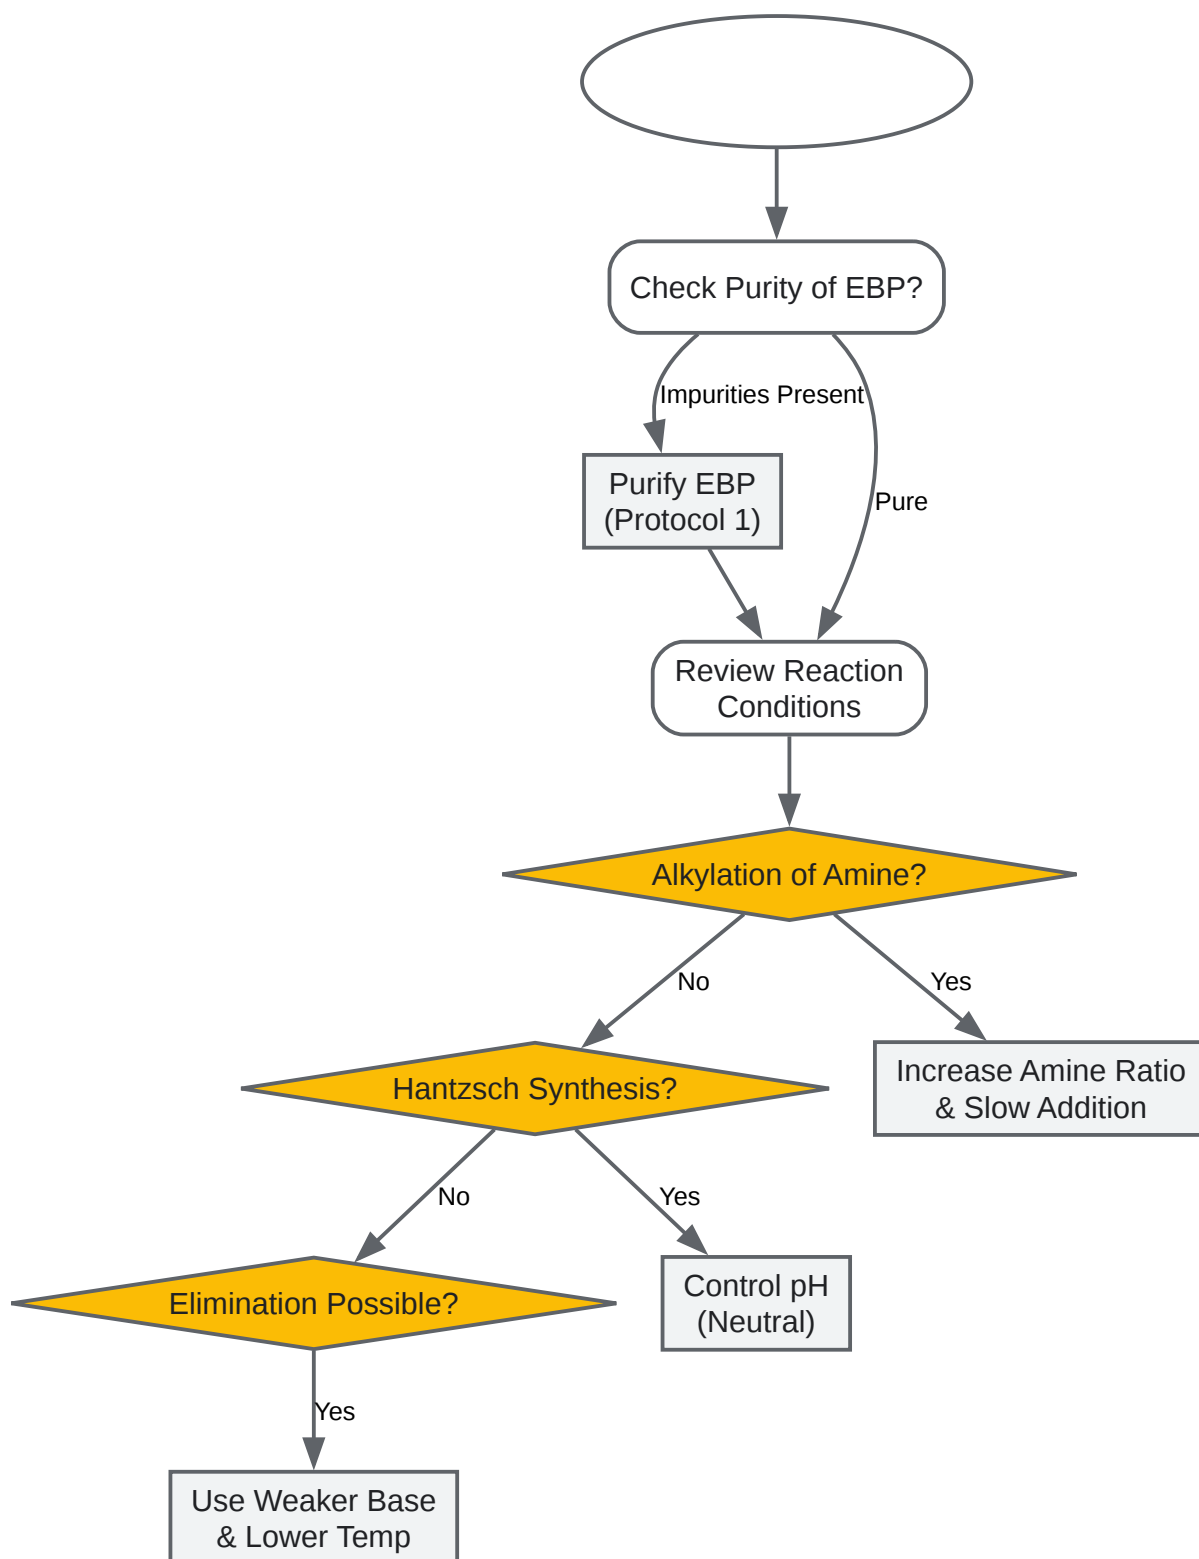 Check Purity of EBP?
Impurities Present
Purify EBP
(Protocol 1)
Pure
Review Reaction
Conditions
Alkylation of Amine?
No
Yes
Hantzsch Synthesis?
Increase Amine Ratio
& Slow Addition
No
Yes
Elimination Possible?
Control pH
(Neutral)
Yes
Use Weaker Base
& Lower Temp